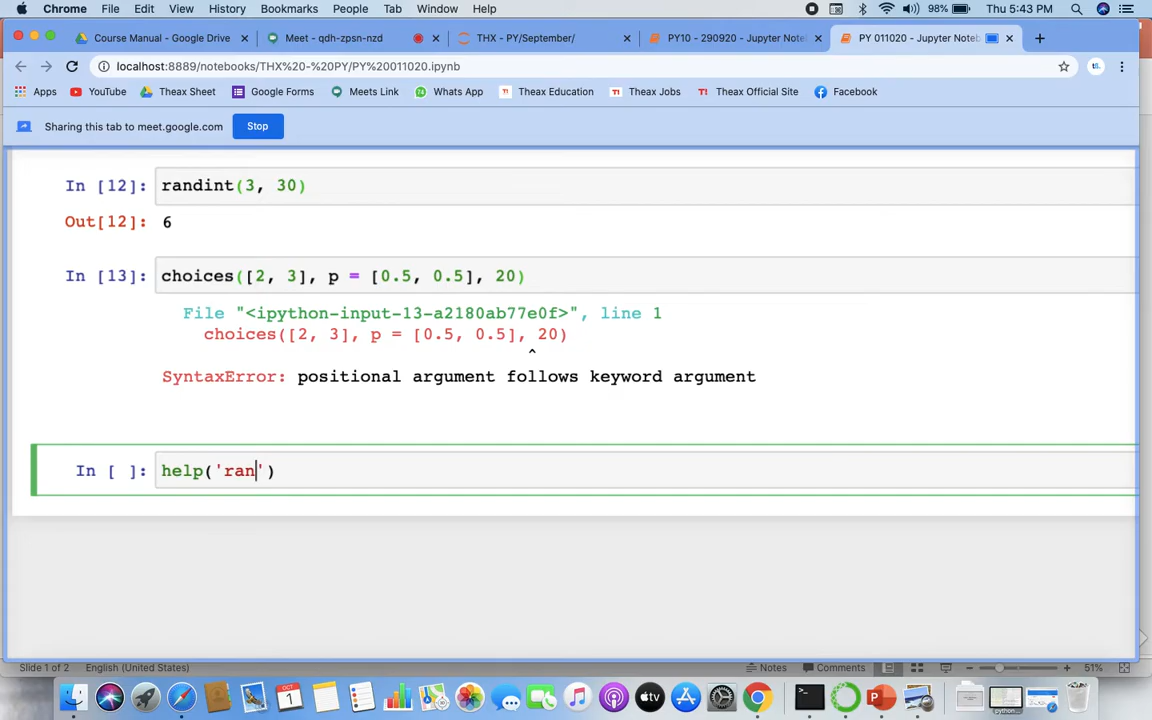 Chrome File Edit View History Bookmarks People Tab Window Help 98% Thu 5:43 PM
Course Manual - Google Drive Meet - qdh-zpsn-nzd THX - PY/September/ PY10 - 290920 - Jupyter Notel PY 011020 - Jupyter Noteb
localhost:8889/notebooks/THX%20-%20PY/PY%20011020.ipynb
Apps YouTube Theax Sheet Google Forms Meets Link Whats App Theax Education Theax Jobs Theax Official Site Facebook
Sharing this tab to meet.google.com Stop
In [12]: randint(3, 30)
Out[12]: 6
In [13]: choices([2, 3], p = [0.5, 0.5], 20)
File "<ipython-input-13-a2180ab77e0f>", line 1
choices([2, 3], p = [0.5, 0.5], 20)
^
SyntaxError: positional argument follows keyword argument
In [ ]: help('ran')
Slide 1 of 2 English (United States) Notes Comments 51%